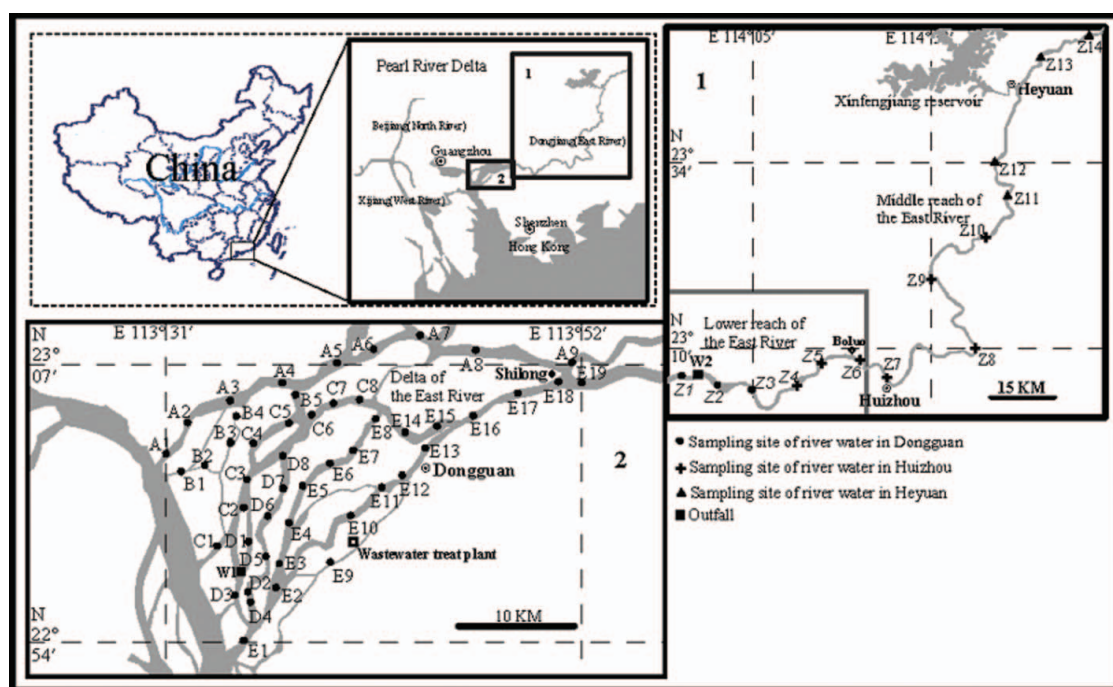 China
Pearl River Delta
1
Beijiang(North River)
Dongjiang(East River)
Guangzhou
2
Xijiang(West River)
Shenzhen
Hong Kong
E 114°05′
E 114°
1
Z14
Z13
Heyuan
Xinfengjiang reservoir
N
23°
34′
Z12
Z11
Middle reach of
the East River
Z10
Z9
Lower reach of
the East River
N
23°
10′
W2
Boluo
Z1
Z2
Z3
Z4
Z5
Z6
Z7
Z8
Huizhou
15 KM
N
E 113°31′
E 113°52′
23°
07′
A7
A6
A5
A8
A9
Shilong
E19
A4
A3
A2
A1
B5
C7
C8
Delta of
the East River
E18
E17
B4
C5
C6
E8
E14
E15
E16
B3
C4
B2
B1
D8
E7
E13
E6
Dongguan
2
C3
D7
E5
E12
E11
C2
D6
E4
E10
C1
D1
D5
Wastewater treat plant
W1
E3
E9
D2
E2
D3
D4
10 KM
N
22°
54′
E1
Sampling site of river water in Dongguan
Sampling site of river water in Huizhou
Sampling site of river water in Heyuan
Outfall